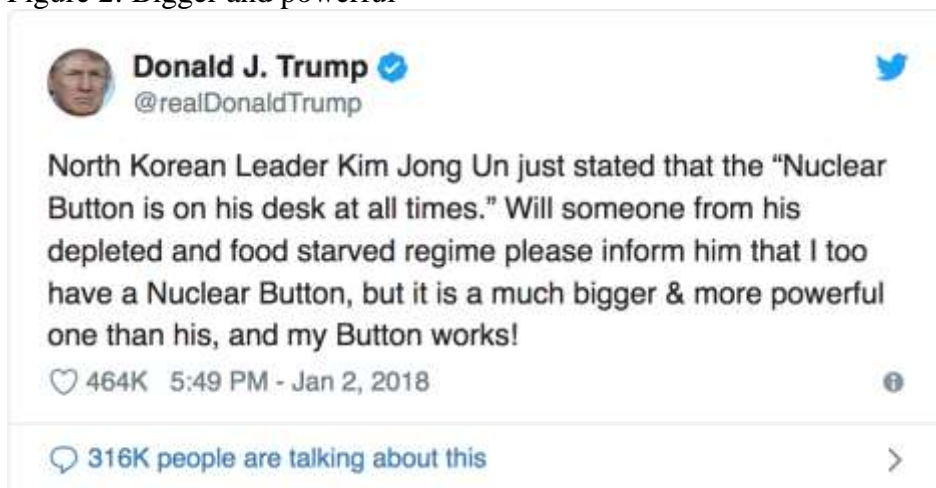 Figure 2: Bigger and powerful
Donald J. Trump
@realDonaldTrump
North Korean Leader Kim Jong Un just stated that the “Nuclear
Button is on his desk at all times.” Will someone from his
depleted and food starved regime please inform him that I too
have a Nuclear Button, but it is a much bigger & more powerful
one than his, and my Button works!
464K 5:49 PM - Jan 2, 2018
316K people are talking about this